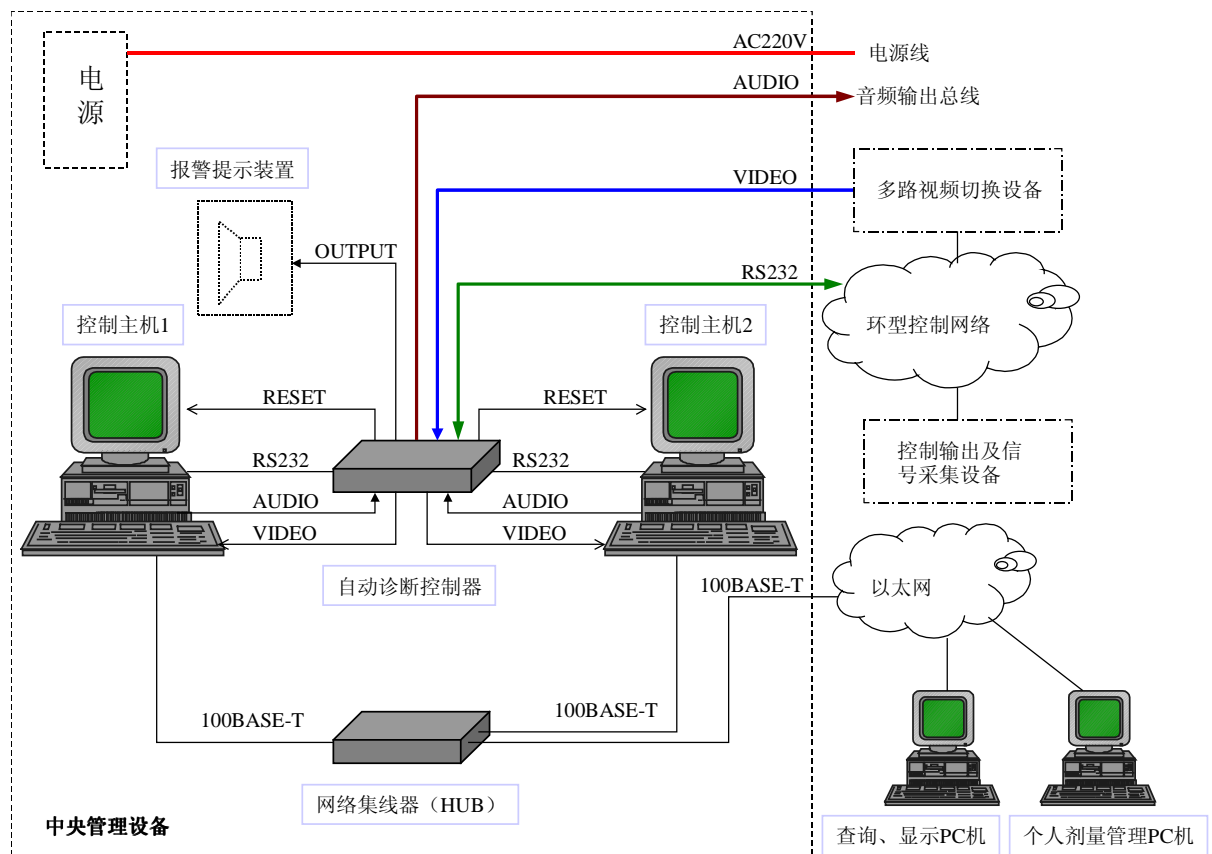 AC220V
电源线
电
源
AUDIO
音频输出总线
报警提示装置
VIDEO
多路视频切换设备
OUTPUT
RS232
控制主机1
控制主机2
环型控制网络
RESET
RESET
控制输出及信
号采集设备
RS232
RS232
AUDIO
AUDIO
VIDEO
VIDEO
自动诊断控制器
100BASE-T
以太网
100BASE-T
100BASE-T
网络集线器（HUB）
中央管理设备
查询、显示PC机
个人剂量管理PC机